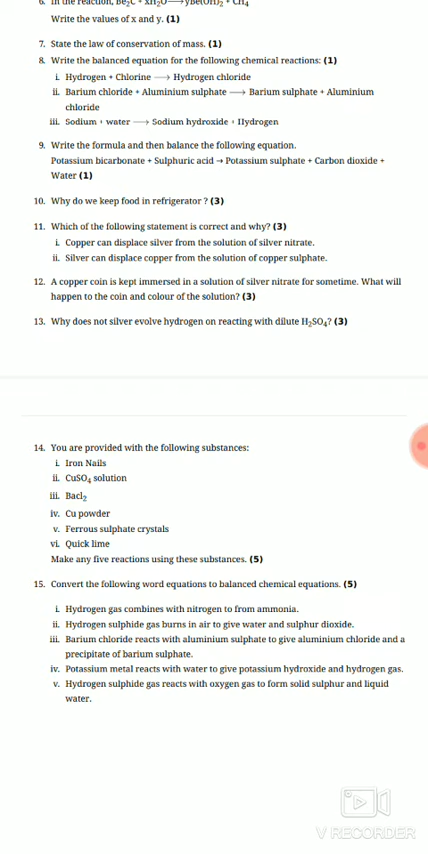 6. In the reaction, Be₂C + xH₂O ⟶ yBe(OH)₂ + CH₄
Write the values of x and y. (1)
7. State the law of conservation of mass. (1)
8. Write the balanced equation for the following chemical reactions: (1)
i. Hydrogen + Chlorine ⟶ Hydrogen chloride
ii. Barium chloride + Aluminium sulphate ⟶ Barium sulphate + Aluminium
chloride
iii. Sodium + water ⟶ Sodium hydroxide + Hydrogen
9. Write the formula and then balance the following equation.
Potassium bicarbonate + Sulphuric acid → Potassium sulphate + Carbon dioxide +
Water (1)
10. Why do we keep food in refrigerator ? (3)
11. Which of the following statement is correct and why? (3)
i. Copper can displace silver from the solution of silver nitrate.
ii. Silver can displace copper from the solution of copper sulphate.
12. A copper coin is kept immersed in a solution of silver nitrate for sometime. What will
happen to the coin and colour of the solution? (3)
13. Why does not silver evolve hydrogen on reacting with dilute H₂SO₄? (3)
14. You are provided with the following substances:
i. Iron Nails
ii. CuSO₄ solution
iii. Bacl₂
iv. Cu powder
v. Ferrous sulphate crystals
vi. Quick lime
Make any five reactions using these substances. (5)
15. Convert the following word equations to balanced chemical equations. (5)
i. Hydrogen gas combines with nitrogen to from ammonia.
ii. Hydrogen sulphide gas burns in air to give water and sulphur dioxide.
iii. Barium chloride reacts with aluminium sulphate to give aluminium chloride and a
precipitate of barium sulphate.
iv. Potassium metal reacts with water to give potassium hydroxide and hydrogen gas.
v. Hydrogen sulphide gas reacts with oxygen gas to form solid sulphur and liquid
water.
V RECORDER